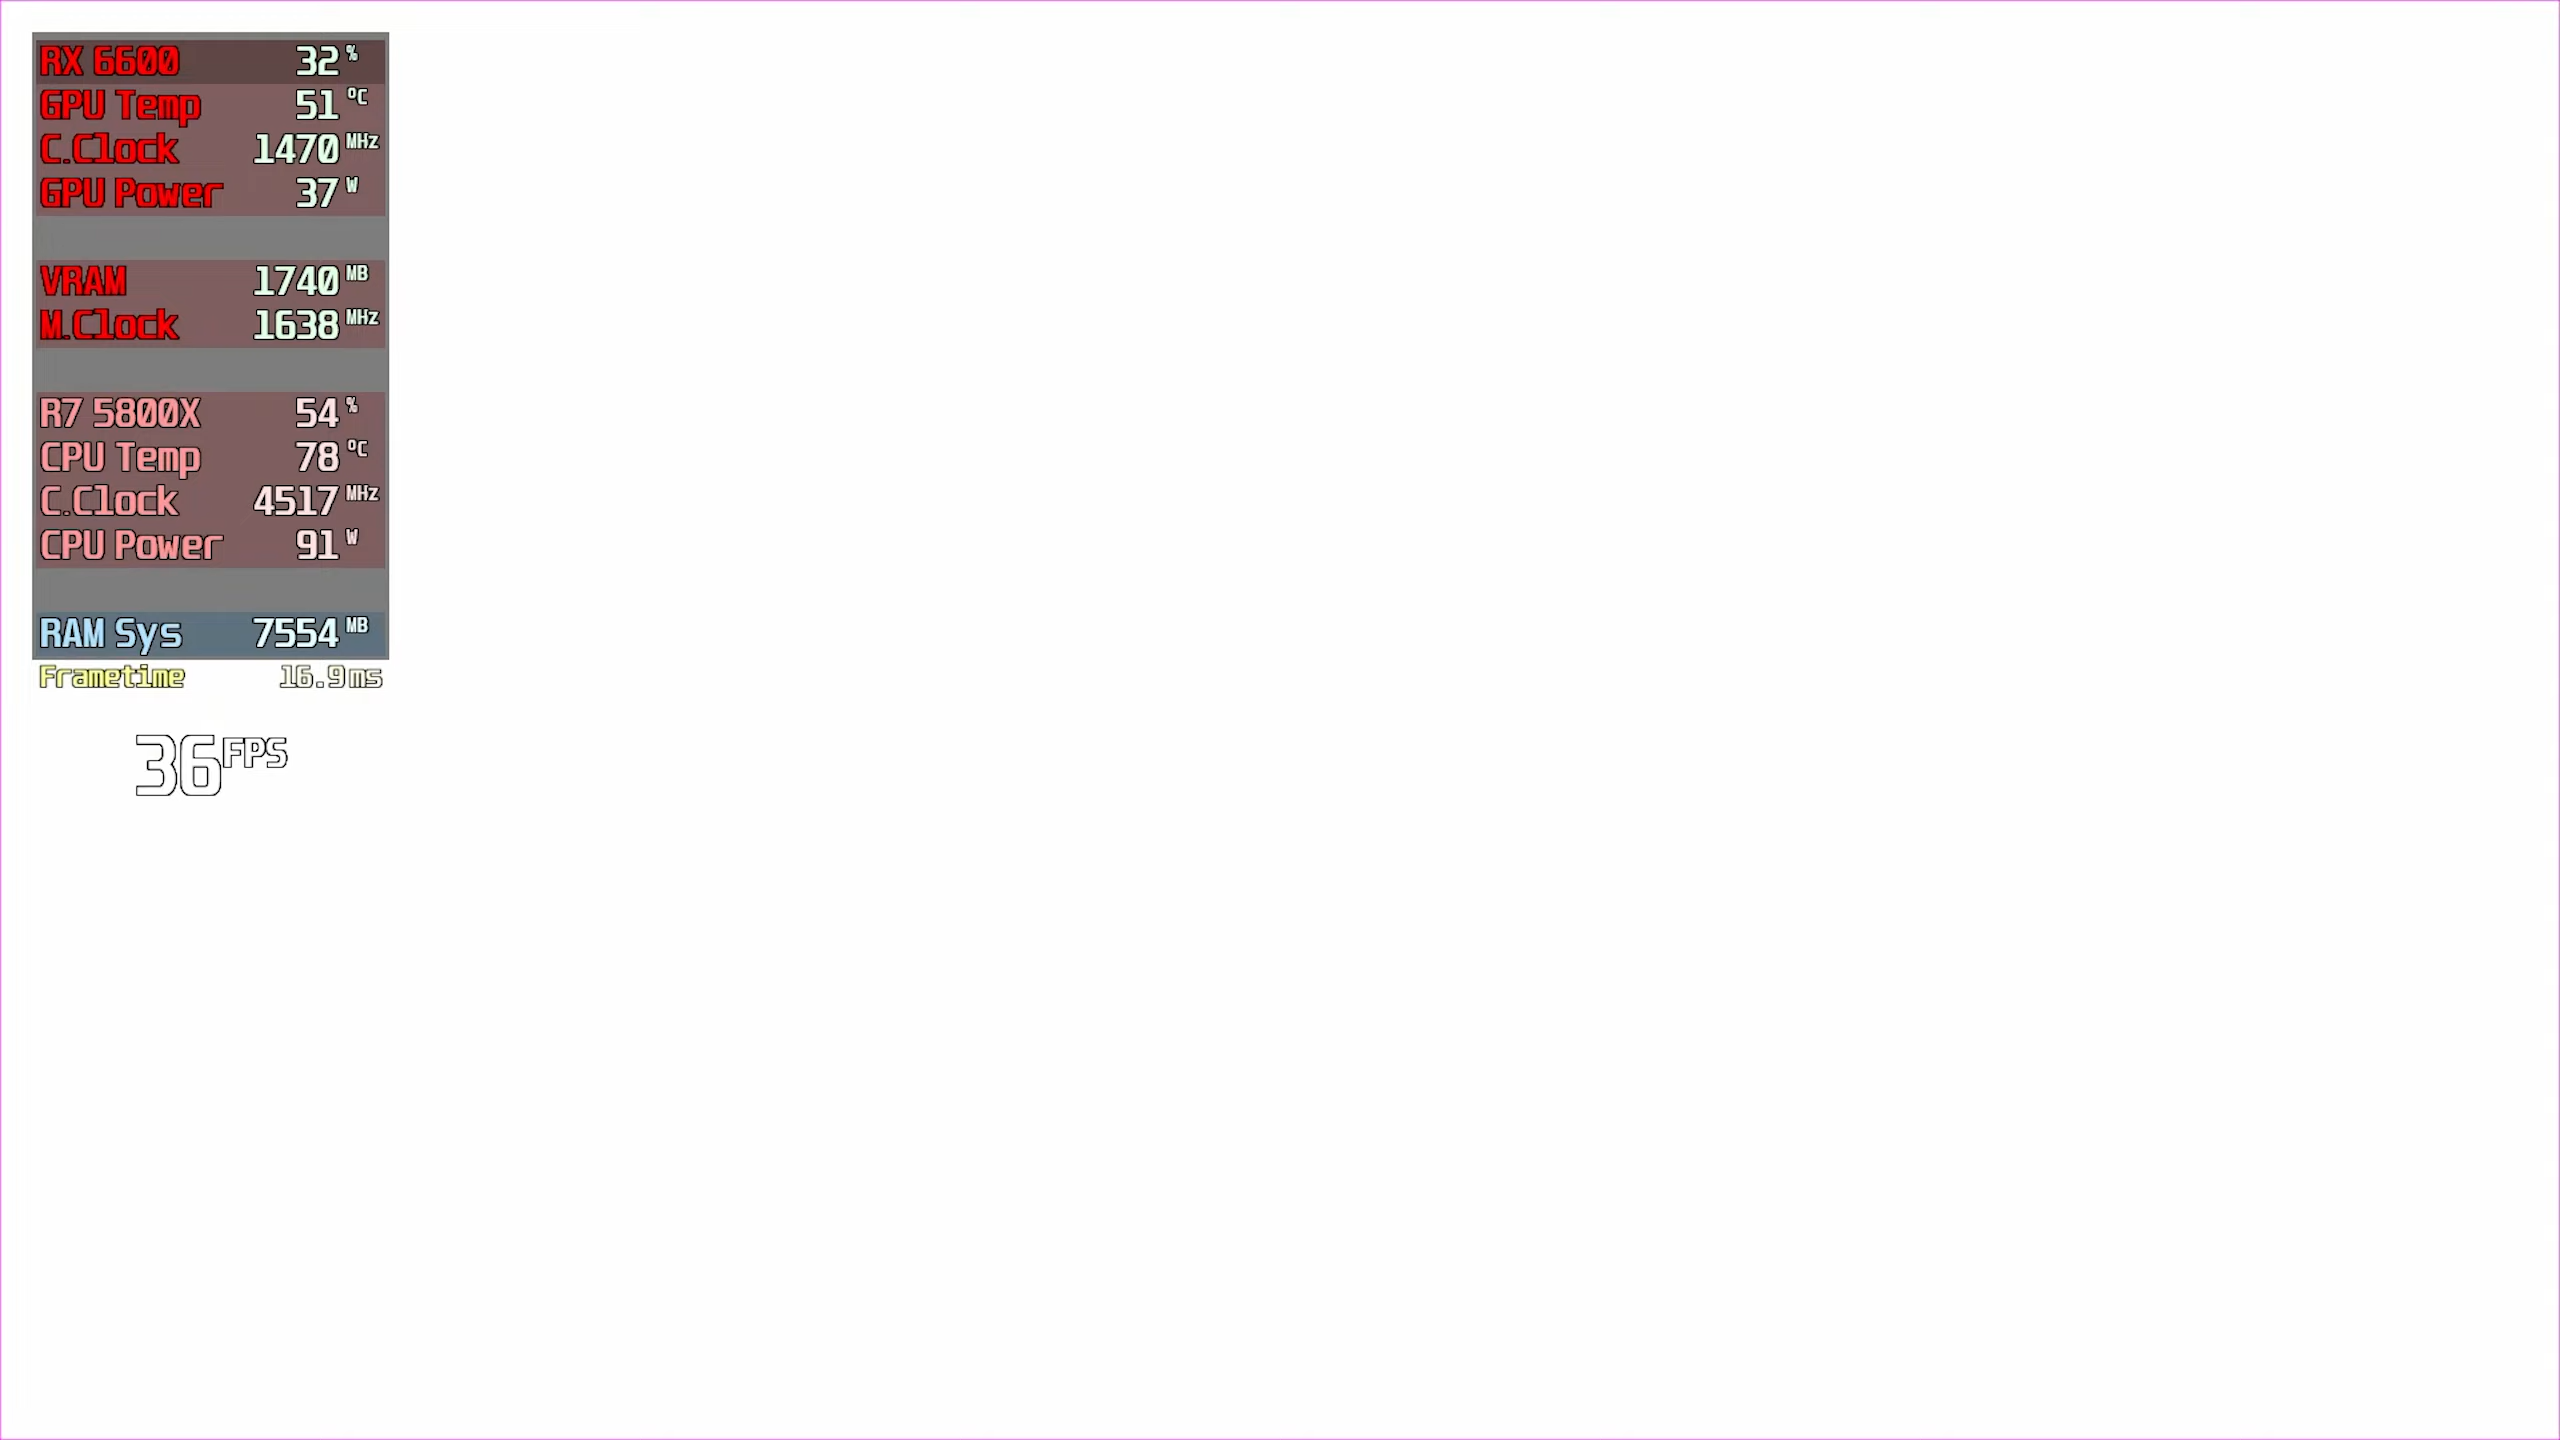 RX 6600 32 %
GPU Temp 51 °C
C.Clock 1470 MHz
GPU Power 37 W
VRAM 1740 MB
M.Clock 1638 MHz
R7 5800X 54 %
CPU Temp 78 °C
C.Clock 4517 MHz
CPU Power 91 W
RAM Sys 7554 MB
Frametime 16.9ms
36 FPS